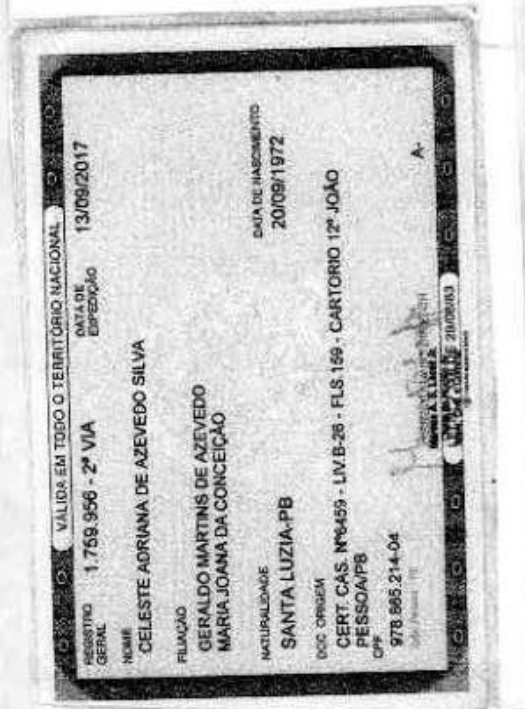 VÁLIDA EM TODO O TERRITÓRIO NACIONAL
REGISTRO GERAL 1.759.956 - 2ª VIA DATA DE EXPEDIÇÃO 13/09/2017
NOME
CELESTE ADRIANA DE AZEVEDO SILVA
FILIAÇÃO
GERALDO MARTINS DE AZEVEDO
MARIA JOANA DA CONCEIÇÃO
NATURALIDADE DATA DE NASCIMENTO
SANTA LUZIA-PB 20/09/1972
DOC ORIGEM
CERT. CAS. Nº6459 - LIV.B-26 - FLS.159 - CARTORIO 12º JOÃO
PESSOA/PB
CPF
978.865.214-04
A-
29/08/83